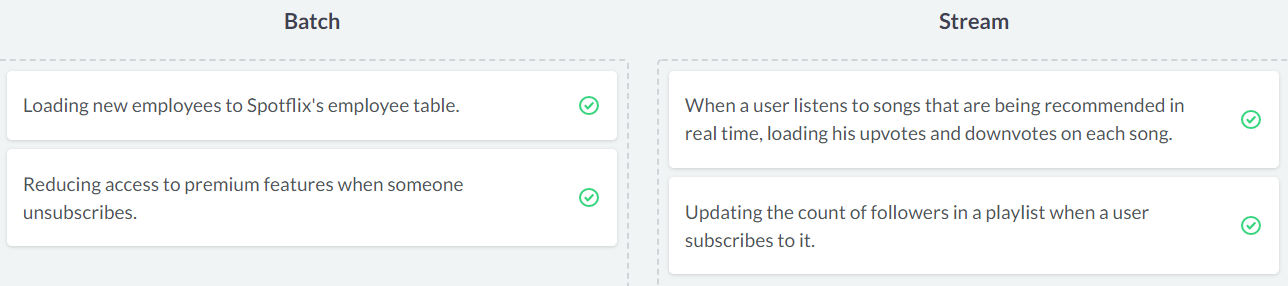 Batch
Loading new employees to Spotflix's employee table.
Reducing access to premium features when someone
unsubscribes.
Stream
When a user listens to songs that are being recommended in
real time, loading his upvotes and downvotes on each song.
Updating the count of followers in a playlist when a user
subscribes to it.